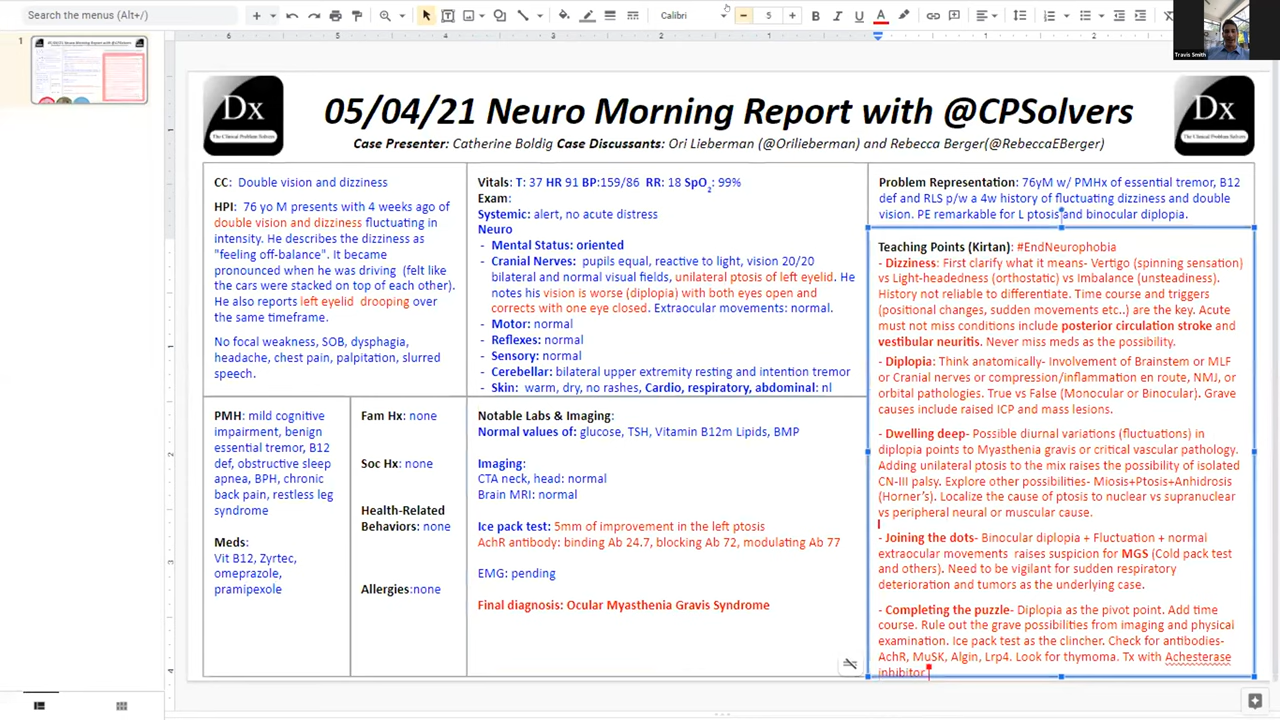 Search the menus (Alt+/)
Calibri
5
B I U A
Travis Smith
6 5 4 3 2 1 1 2
1
1
2
3
4
Dx
The Clinical Problem Solvers
05/04/21 Neuro Morning Report with @CPSolvers
Case Presenter: Catherine Boldig Case Discussants: Ori Lieberman (@Orilieberman) and Rebecca Berger(@RebeccaEBerger)
Dx
The Clinical Problem Solvers
CC: Double vision and dizziness
HPI: 76 yo M presents with 4 weeks ago of
double vision and dizziness fluctuating in
intensity. He describes the dizziness as
"feeling off-balance". It became
pronounced when he was driving (felt like
the cars were stacked on top of each other).
He also reports left eyelid drooping over
the same timeframe.
No focal weakness, SOB, dysphagia,
headache, chest pain, palpitation, slurred
speech.
Vitals: T: 37 HR 91 BP:159/86 RR: 18 SpO2: 99%
Exam:
Systemic: alert, no acute distress
Neuro
- Mental Status: oriented
- Cranial Nerves: pupils equal, reactive to light, vision 20/20
bilateral and normal visual fields, unilateral ptosis of left eyelid. He
notes his vision is worse (diplopia) with both eyes open and
corrects with one eye closed. Extraocular movements: normal.
- Motor: normal
- Reflexes: normal
- Sensory: normal
- Cerebellar: bilateral upper extremity resting and intention tremor
- Skin: warm, dry, no rashes, Cardio, respiratory, abdominal: nl
PMH: mild cognitive
impairment, benign
essential tremor, B12
def, obstructive sleep
apnea, BPH, chronic
back pain, restless leg
syndrome
Meds:
Vit B12, Zyrtec,
omeprazole,
pramipexole
Fam Hx: none
Soc Hx: none
Health-Related
Behaviors: none
Allergies:none
Notable Labs & Imaging:
Normal values of: glucose, TSH, Vitamin B12m Lipids, BMP
Imaging:
CTA neck, head: normal
Brain MRI: normal
Ice pack test: 5mm of improvement in the left ptosis
AchR antibody: binding Ab 24.7, blocking Ab 72, modulating Ab 77
EMG: pending
Final diagnosis: Ocular Myasthenia Gravis Syndrome
Problem Representation: 76yM w/ PMHx of essential tremor, B12
def and RLS p/w a 4w history of fluctuating dizziness and double
vision. PE remarkable for L ptosis and binocular diplopia.
Teaching Points (Kirtan): #EndNeurophobia
- Dizziness: First clarify what it means- Vertigo (spinning sensation)
vs Light-headedness (orthostatic) vs Imbalance (unsteadiness).
History not reliable to differentiate. Time course and triggers
(positional changes, sudden movements etc..) are the key. Acute
must not miss conditions include posterior circulation stroke and
vestibular neuritis. Never miss meds as the possibility.
- Diplopia: Think anatomically- Involvement of Brainstem or MLF
or Cranial nerves or compression/inflammation en route, NMJ, or
orbital pathologies. True vs False (Monocular or Binocular). Grave
causes include raised ICP and mass lesions.
- Dwelling deep- Possible diurnal variations (fluctuations) in
diplopia points to Myasthenia gravis or critical vascular pathology.
Adding unilateral ptosis to the mix raises the possibility of isolated
CN-III palsy. Explore other possibilities- Miosis+Ptosis+Anhidrosis
(Horner's). Localize the cause of ptosis to nuclear vs supranuclear
vs peripheral neural or muscular cause.
- Joining the dots- Binocular diplopia + Fluctuation + normal
extraocular movements raises suspicion for MGS (Cold pack test
and others). Need to be vigilant for sudden respiratory
deterioration and tumors as the underlying cause.
- Completing the puzzle- Diplopia as the pivot point. Add time
course. Rule out the grave possibilities from imaging and physical
examination. Ice pack test as the clincher. Check for antibodies-
AchR, MuSK, Algin, Lrp4. Look for thymoma. Tx with Achesterase
inhibitor